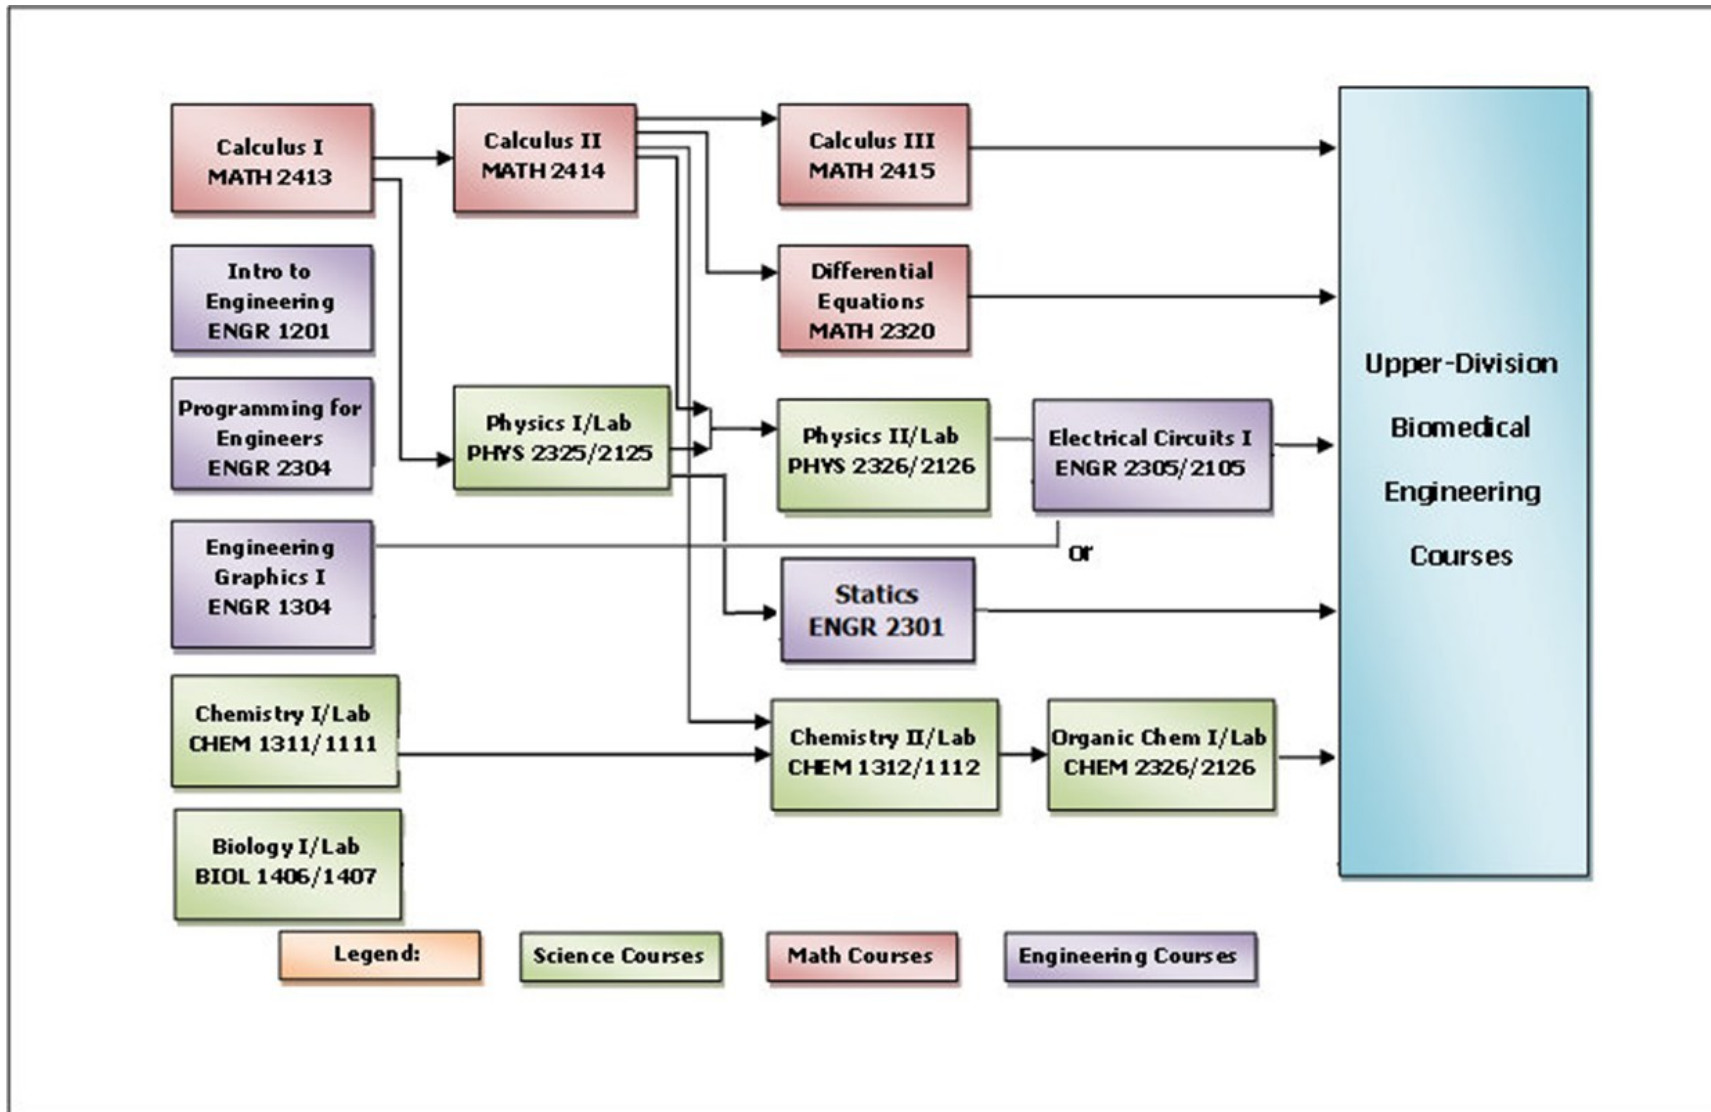 Calculus I
MATH 2413
Calculus II
MATH 2414
Calculus III
MATH 2415
Intro to
Engineering
ENGR 1201
Differential
Equations
MATH 2320
Programming for
Engineers
ENGR 2304
Physics I/Lab
PHYS 2325/2125
Physics II/Lab
PHYS 2326/2126
Electrical Circuits I
ENGR 2305/2105
Upper-Division
Biomedical
Engineering
Courses
Engineering
Graphics I
ENGR 1304
or
Statics
ENGR 2301
Chemistry I/Lab
CHEM 1311/1111
Chemistry II/Lab
CHEM 1312/1112
Organic Chem I/Lab
CHEM 2326/2126
Biology I/Lab
BIOL 1406/1407
Legend:
Science Courses
Math Courses
Engineering Courses